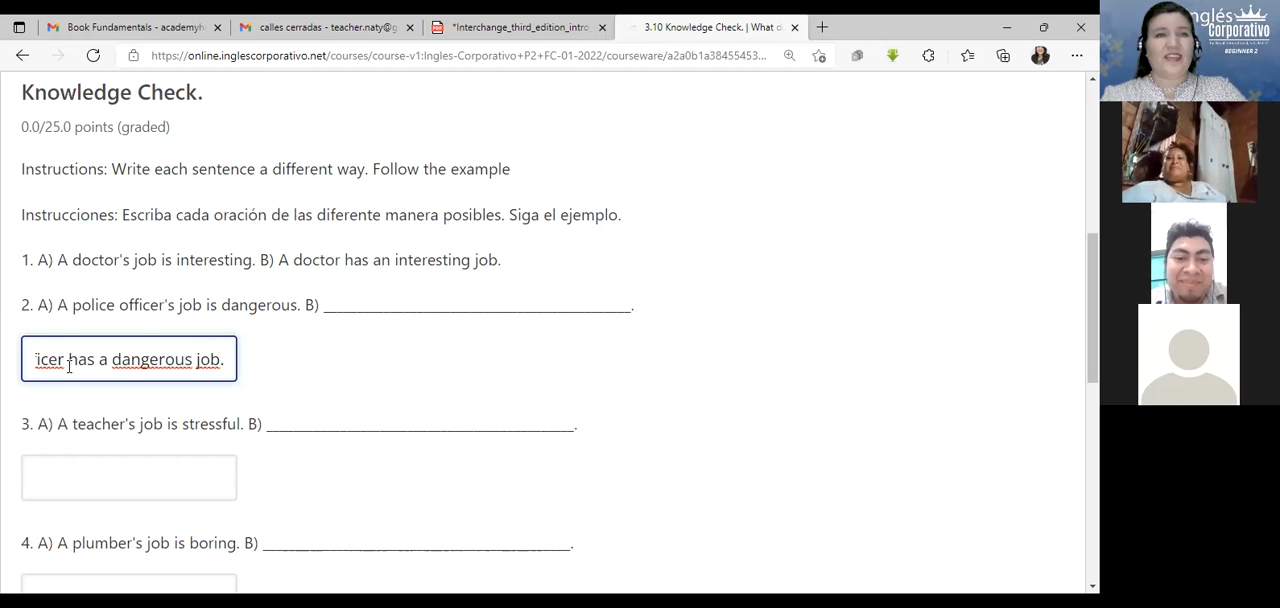 Book Fundamentals - academyh
calles cerradas - teacher.naty@g
*Interchange_third_edition_intro
3.10 Knowledge Check. | What d
https://online.inglescorporativo.net/courses/course-v1:Ingles-Corporativo+P2+FC-01-2022/courseware/a2a0b1a38455453...
Knowledge Check.
0.0/25.0 points (graded)
Instructions: Write each sentence a different way. Follow the example
Instrucciones: Escriba cada oración de las diferente manera posibles. Siga el ejemplo.
1. A) A doctor's job is interesting. B) A doctor has an interesting job.
2. A) A police officer's job is dangerous. B) ___________________________________.
icer has a dangerous job.
3. A) A teacher's job is stressful. B) ___________________________________.
4. A) A plumber's job is boring. B) ___________________________________.
Inglés
Corporativo
BEGINNER 2